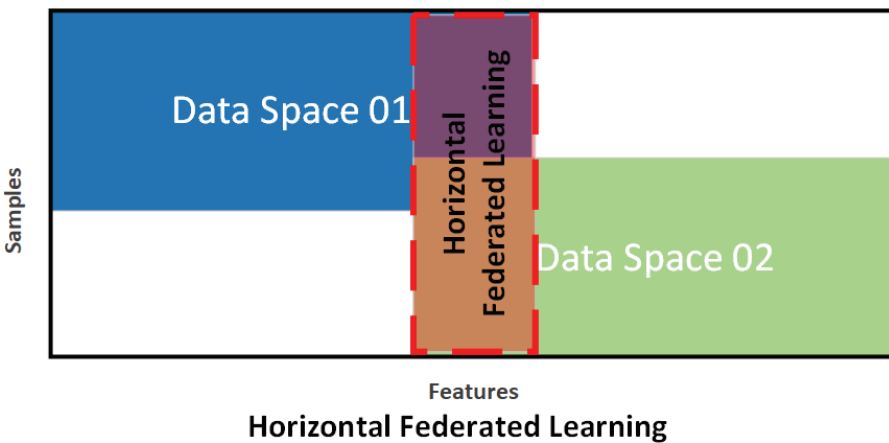 Samples
Data Space 01
Horizontal
Federated Learning
Data Space 02
Features
Horizontal Federated Learning